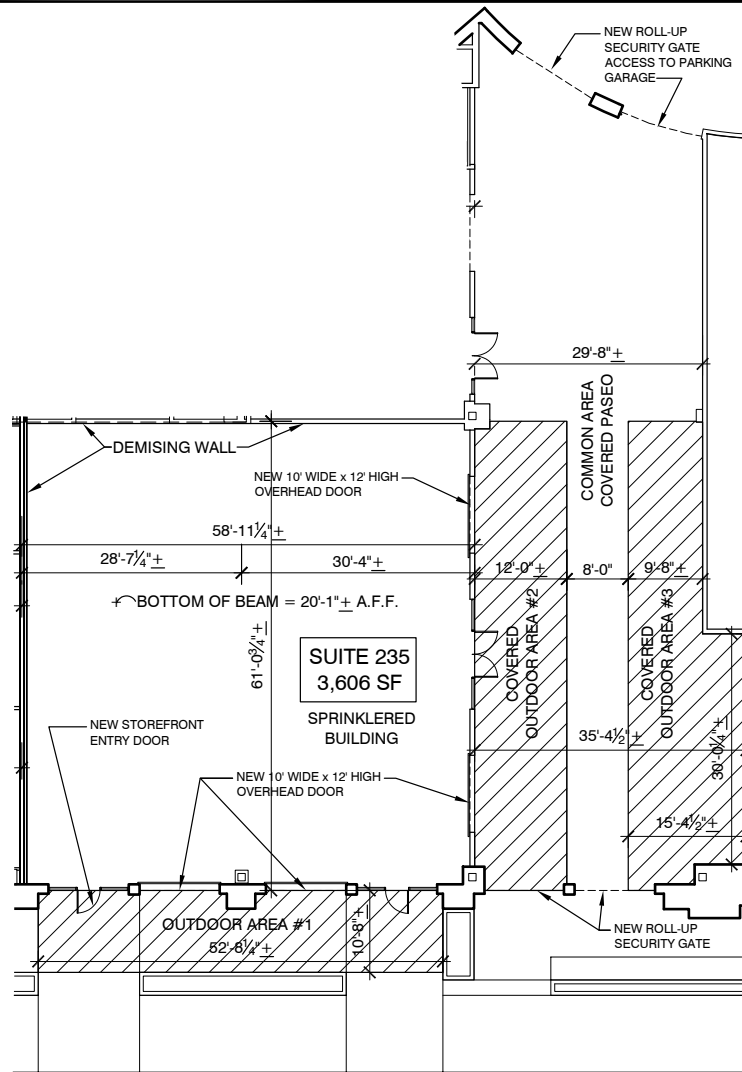 NEW ROLL-UP
SECURITY GATE
ACCESS TO PARKING
GARAGE
29'-8"±
COMMON AREA
COVERED PASEO
DEMISING WALL
NEW 10' WIDE x 12' HIGH
OVERHEAD DOOR
58'-11¼"±
28'-7¼"±
30'-4"±
12'-0"±
8'-0"
9'-8"±
BOTTOM OF BEAM = 20'-1"± A.F.F.
61'-0¾"±
SUITE 235
3,606 SF
SPRINKLERED
BUILDING
COVERED
OUTDOOR AREA #2
COVERED
OUTDOOR AREA #3
NEW STOREFRONT
ENTRY DOOR
35'-4½"±
30'-0¼"±
NEW 10' WIDE x 12' HIGH
OVERHEAD DOOR
15'-4½"±
OUTDOOR AREA #1
52'-8¼"±
10'-8"±
NEW ROLL-UP
SECURITY GATE